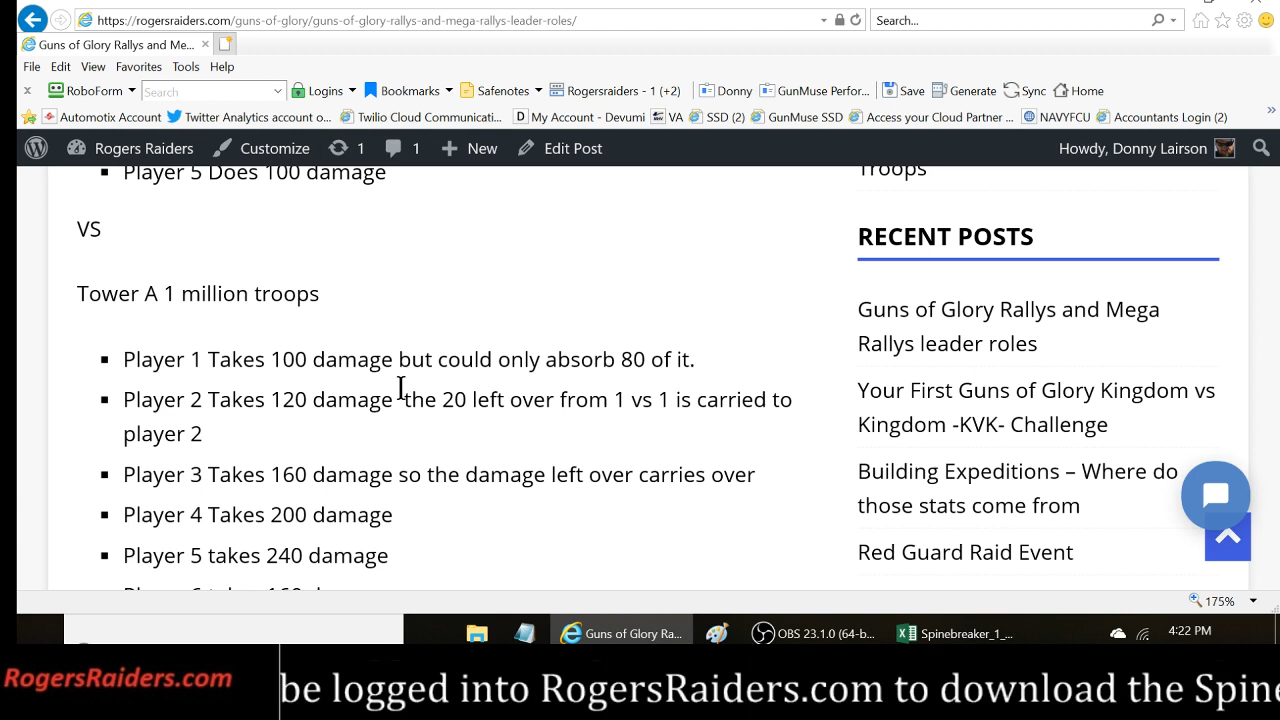 https://rogersraiders.com/guns-of-glory/guns-of-glory-rallys-and-mega-rallys-leader-roles/
Search...
Guns of Glory Rallys and Me...
File Edit View Favorites Tools Help
RoboForm Search Logins Bookmarks Safenotes Rogersraiders - 1 (+2) Donny GunMuse Perfor... Save Generate Sync Home
Automotix Account Twitter Analytics account o... Twilio Cloud Communicati... My Account - Devumi VA SSD (2) GunMuse SSD Access your Cloud Partner ... NAVYFCU Accountants Login (2)
Rogers Raiders Customize 1 1 New Edit Post Howdy, Donny Lairson
Player 5 Does 100 damage
VS
Tower A 1 million troops
Player 1 Takes 100 damage but could only absorb 80 of it.
Player 2 Takes 120 damage the 20 left over from 1 vs 1 is carried to
player 2
Player 3 Takes 160 damage so the damage left over carries over
Player 4 Takes 200 damage
Player 5 takes 240 damage
Troops
RECENT POSTS
Guns of Glory Rallys and Mega
Rallys leader roles
Your First Guns of Glory Kingdom vs
Kingdom -KVK- Challenge
Building Expeditions – Where do
those stats come from
Red Guard Raid Event
175%
Guns of Glory Ra... OBS 23.1.0 (64-b... Spinebreaker_1_... 4:22 PM
RogersRaiders.com
be logged into RogersRaiders.com to download the Spine